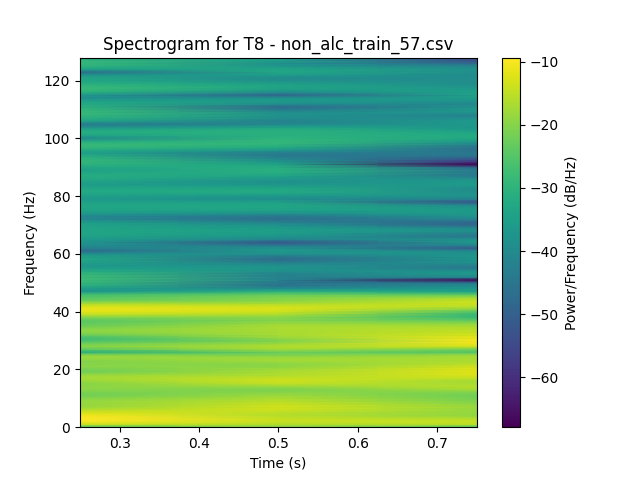 Spectrogram for T8 - non_alc_train_57.csv
120
100
80
60
40
20
0
Frequency (Hz)
0.3 0.4 0.5 0.6 0.7
Time (s)
−10
−20
−30
−40
−50
−60
Power/Frequency (dB/Hz)